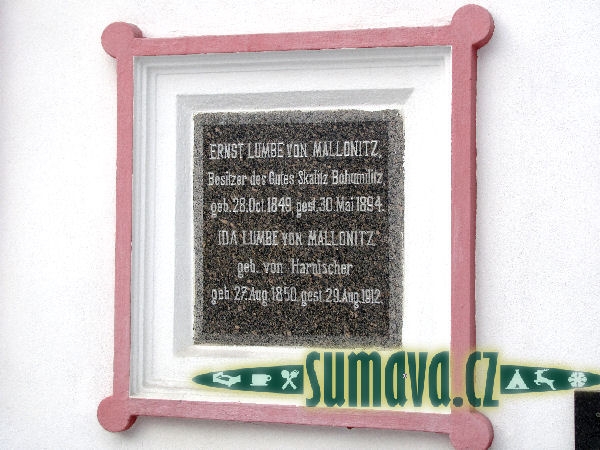 ERNST LUMBE VON MALLONITZ,
Besitzer des Gutes Skalitz Bohumilitz
geb. 28. Oct. 1849, gest. 30. Mai 1894.
IDA LUMBE VON MALLONITZ
geb. von Harnischer
geb. 27. Aug. 1850. gest. 29. Aug. 1912.
sumava.cz